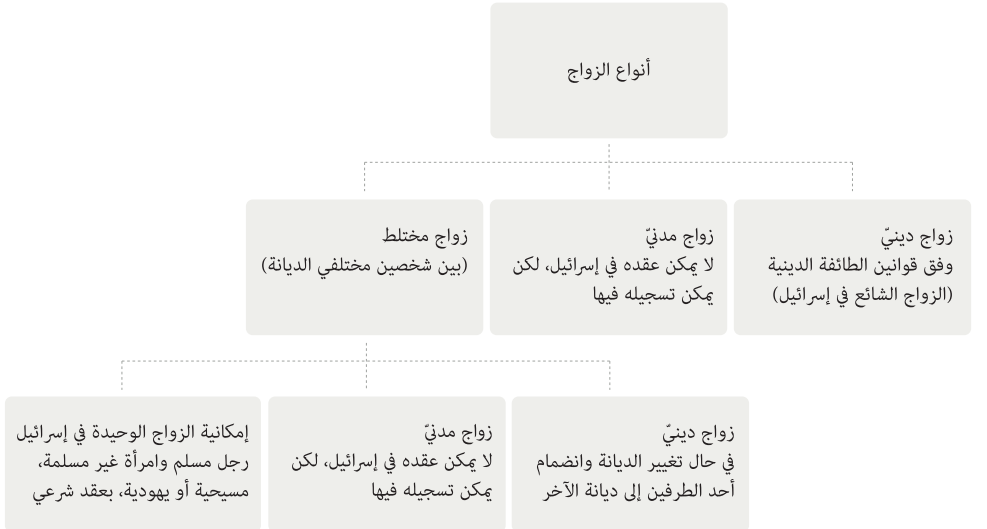 أنواع الزواج
زواج دينيّ
وفق قوانين الطائفة الدينية
(الزواج الشائع في إسرائيل)
زواج مدنيّ
لا يمكن عقده في إسرائيل، لكن
يمكن تسجيله فيها
زواج مختلط
(بين شخصين مختلفي الديانة)
زواج دينيّ
في حال تغيير الديانة وانضمام
أحد الطرفين إلى ديانة الآخر
زواج مدنيّ
لا يمكن عقده في إسرائيل، لكن
يمكن تسجيله فيها
إمكانية الزواج الوحيدة في إسرائيل
رجل مسلم وامرأة غير مسلمة،
مسيحية أو يهودية، بعقد شرعي